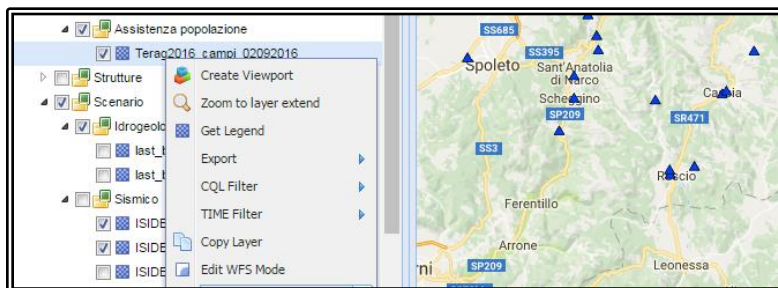 Assistenza popolazione
Terag2016_campi_02092016
Strutture
Scenario
Idrogeolo
last_b
last_b
Sismico
ISIDE
ISIDE
ISIDE
Create Viewport
Zoom to layer extend
Get Legend
Export
CQL Filter
TIME Filter
Copy Layer
Edit WFS Mode
SS685
SS395
Spoleto
Sant'Anatolia
di Narco
Scheggino
SP209
Cascia
SR471
SS3
Ferentillo
Arrone
rni
SP209
Leonessa